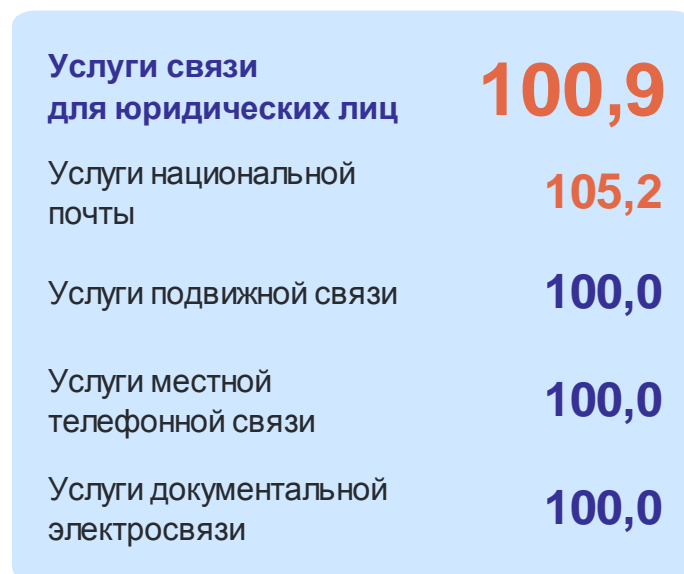 Услуги связи
для юридических лиц
100,9
Услуги национальной
почты
105,2
Услуги подвижной связи
100,0
Услуги местной
телефонной связи
100,0
Услуги документальной
электросвязи
100,0